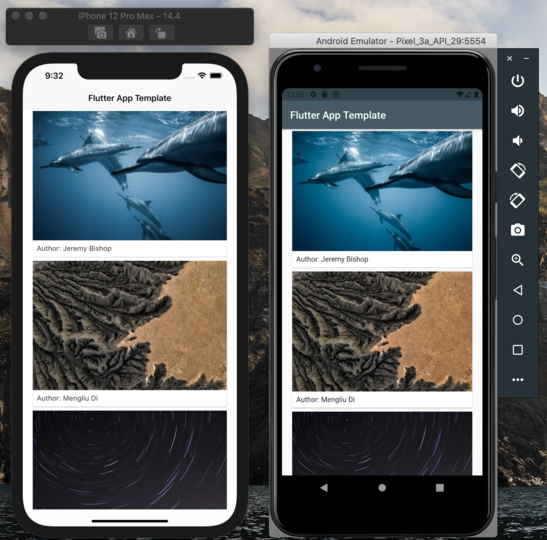 iPhone 12 Pro Max – 14.4
9:32
Flutter App Template
Author: Jeremy Bishop
Author: Mengliu Di
Android Emulator - Pixel_3a_API_29:5554
12:55
Flutter App Template
Author: Jeremy Bishop
Author: Mengliu Di